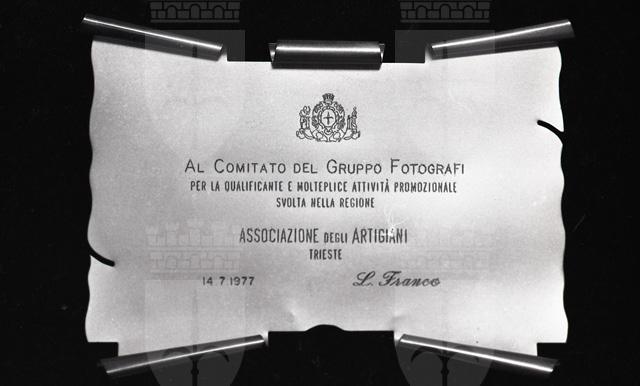 AL COMITATO DEL GRUPPO FOTOGRAFI
PER LA QUALIFICANTE E MOLTEPLICE ATTIVITÀ PROMOZIONALE
SVOLTA NELLA REGIONE
ASSOCIAZIONE DEGLI ARTIGIANI
TRIESTE
14 7.1977 L. Franco